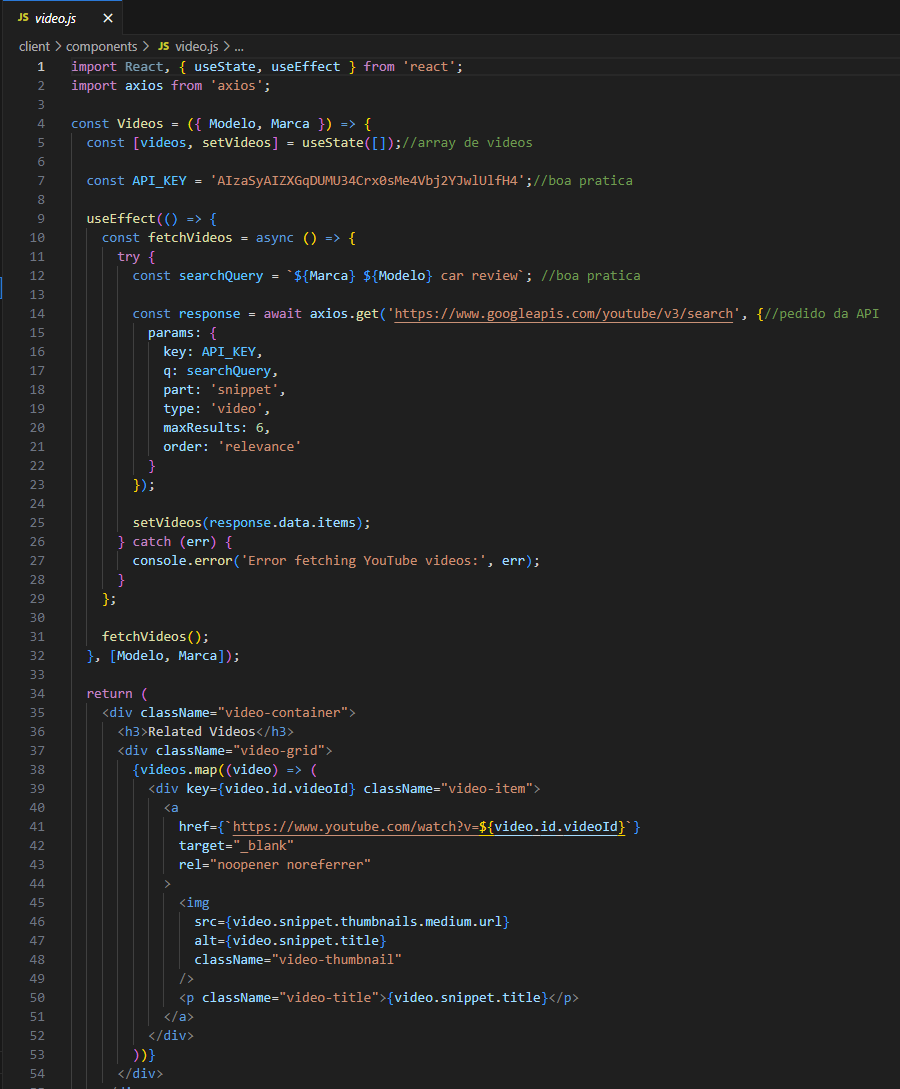 JS video.js ×
client > components > JS video.js > ...
1 import React, { useState, useEffect } from 'react';
2 import axios from 'axios';
3
4 const Videos = ({ Modelo, Marca }) => {
5 const [videos, setVideos] = useState([]);//array de videos
6
7 const API_KEY = 'AIzaSyAIZXGqDUMU34Crx0sMe4Vbj2YJwlUlfH4';//boa pratica
8
9 useEffect(() => {
10 const fetchVideos = async () => {
11 try {
12 const searchQuery = `${Marca} ${Modelo} car review`; //boa pratica
13
14 const response = await axios.get('https://www.googleapis.com/youtube/v3/search', {//pedido da API
15 params: {
16 key: API_KEY,
17 q: searchQuery,
18 part: 'snippet',
19 type: 'video',
20 maxResults: 6,
21 order: 'relevance'
22 }
23 });
24
25 setVideos(response.data.items);
26 } catch (err) {
27 console.error('Error fetching YouTube videos:', err);
28 }
29 };
30
31 fetchVideos();
32 }, [Modelo, Marca]);
33
34 return (
35 <div className="video-container">
36 <h3>Related Videos</h3>
37 <div className="video-grid">
38 {videos.map((video) => (
39 <div key={video.id.videoId} className="video-item">
40 <a
41 href={`https://www.youtube.com/watch?v=${video.id.videoId}`}
42 target="_blank"
43 rel="noopener noreferrer"
44 >
45 <img
46 src={video.snippet.thumbnails.medium.url}
47 alt={video.snippet.title}
48 className="video-thumbnail"
49 />
50 <p className="video-title">{video.snippet.title}</p>
51 </a>
52 </div>
53 ))}
54 </div>